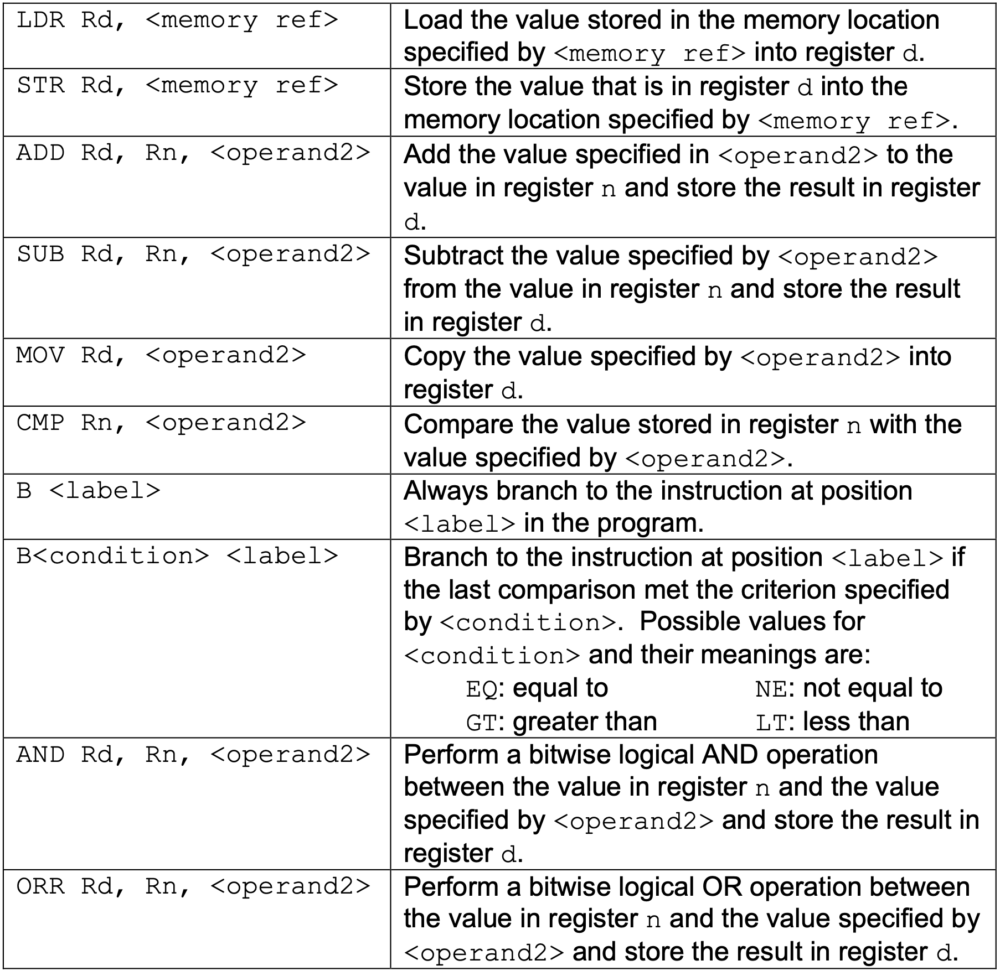 LDR Rd, <memory ref>
Load the value stored in the memory location
specified by <memory ref> into register d.
STR Rd, <memory ref>
Store the value that is in register d into the
memory location specified by <memory ref>.
ADD Rd, Rn, <operand2>
Add the value specified in <operand2> to the
value in register n and store the result in register
d.
SUB Rd, Rn, <operand2>
Subtract the value specified by <operand2>
from the value in register n and store the result
in register d.
MOV Rd, <operand2>
Copy the value specified by <operand2> into
register d.
CMP Rn, <operand2>
Compare the value stored in register n with the
value specified by <operand2>.
B <label>
Always branch to the instruction at position
<label> in the program.
B<condition> <label>
Branch to the instruction at position <label> if
the last comparison met the criterion specified
by <condition>. Possible values for
<condition> and their meanings are:
EQ: equal to NE: not equal to
GT: greater than LT: less than
AND Rd, Rn, <operand2>
Perform a bitwise logical AND operation
between the value in register n and the value
specified by <operand2> and store the result in
register d.
ORR Rd, Rn, <operand2>
Perform a bitwise logical OR operation between
the value in register n and the value specified by
<operand2> and store the result in register d.